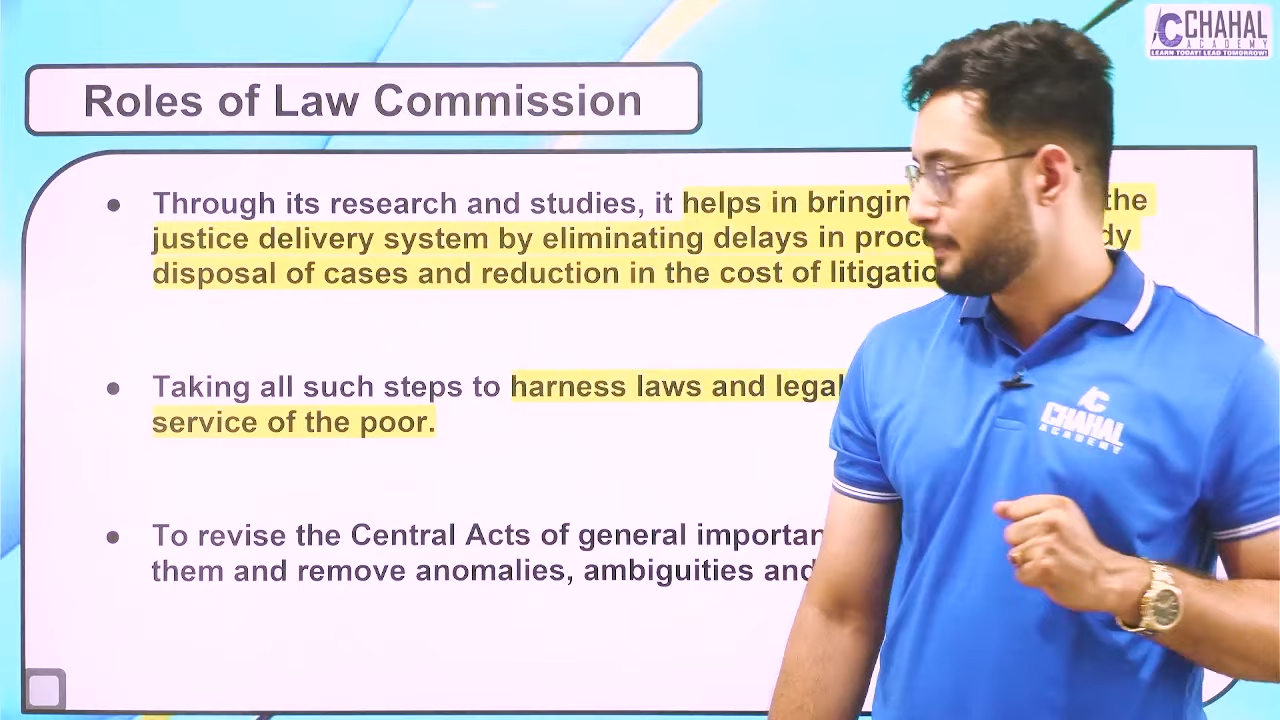 CHAHAL
ACADEMY
LEARN TODAY! LEAD TOMORROW!
Roles of Law Commission
● Through its research and studies, it helps in bringin the
justice delivery system by eliminating delays in proc dy
disposal of cases and reduction in the cost of litigatio
● Taking all such steps to harness laws and legal
service of the poor.
● To revise the Central Acts of general importan
them and remove anomalies, ambiguities and
CHAHAL
ACADEMY